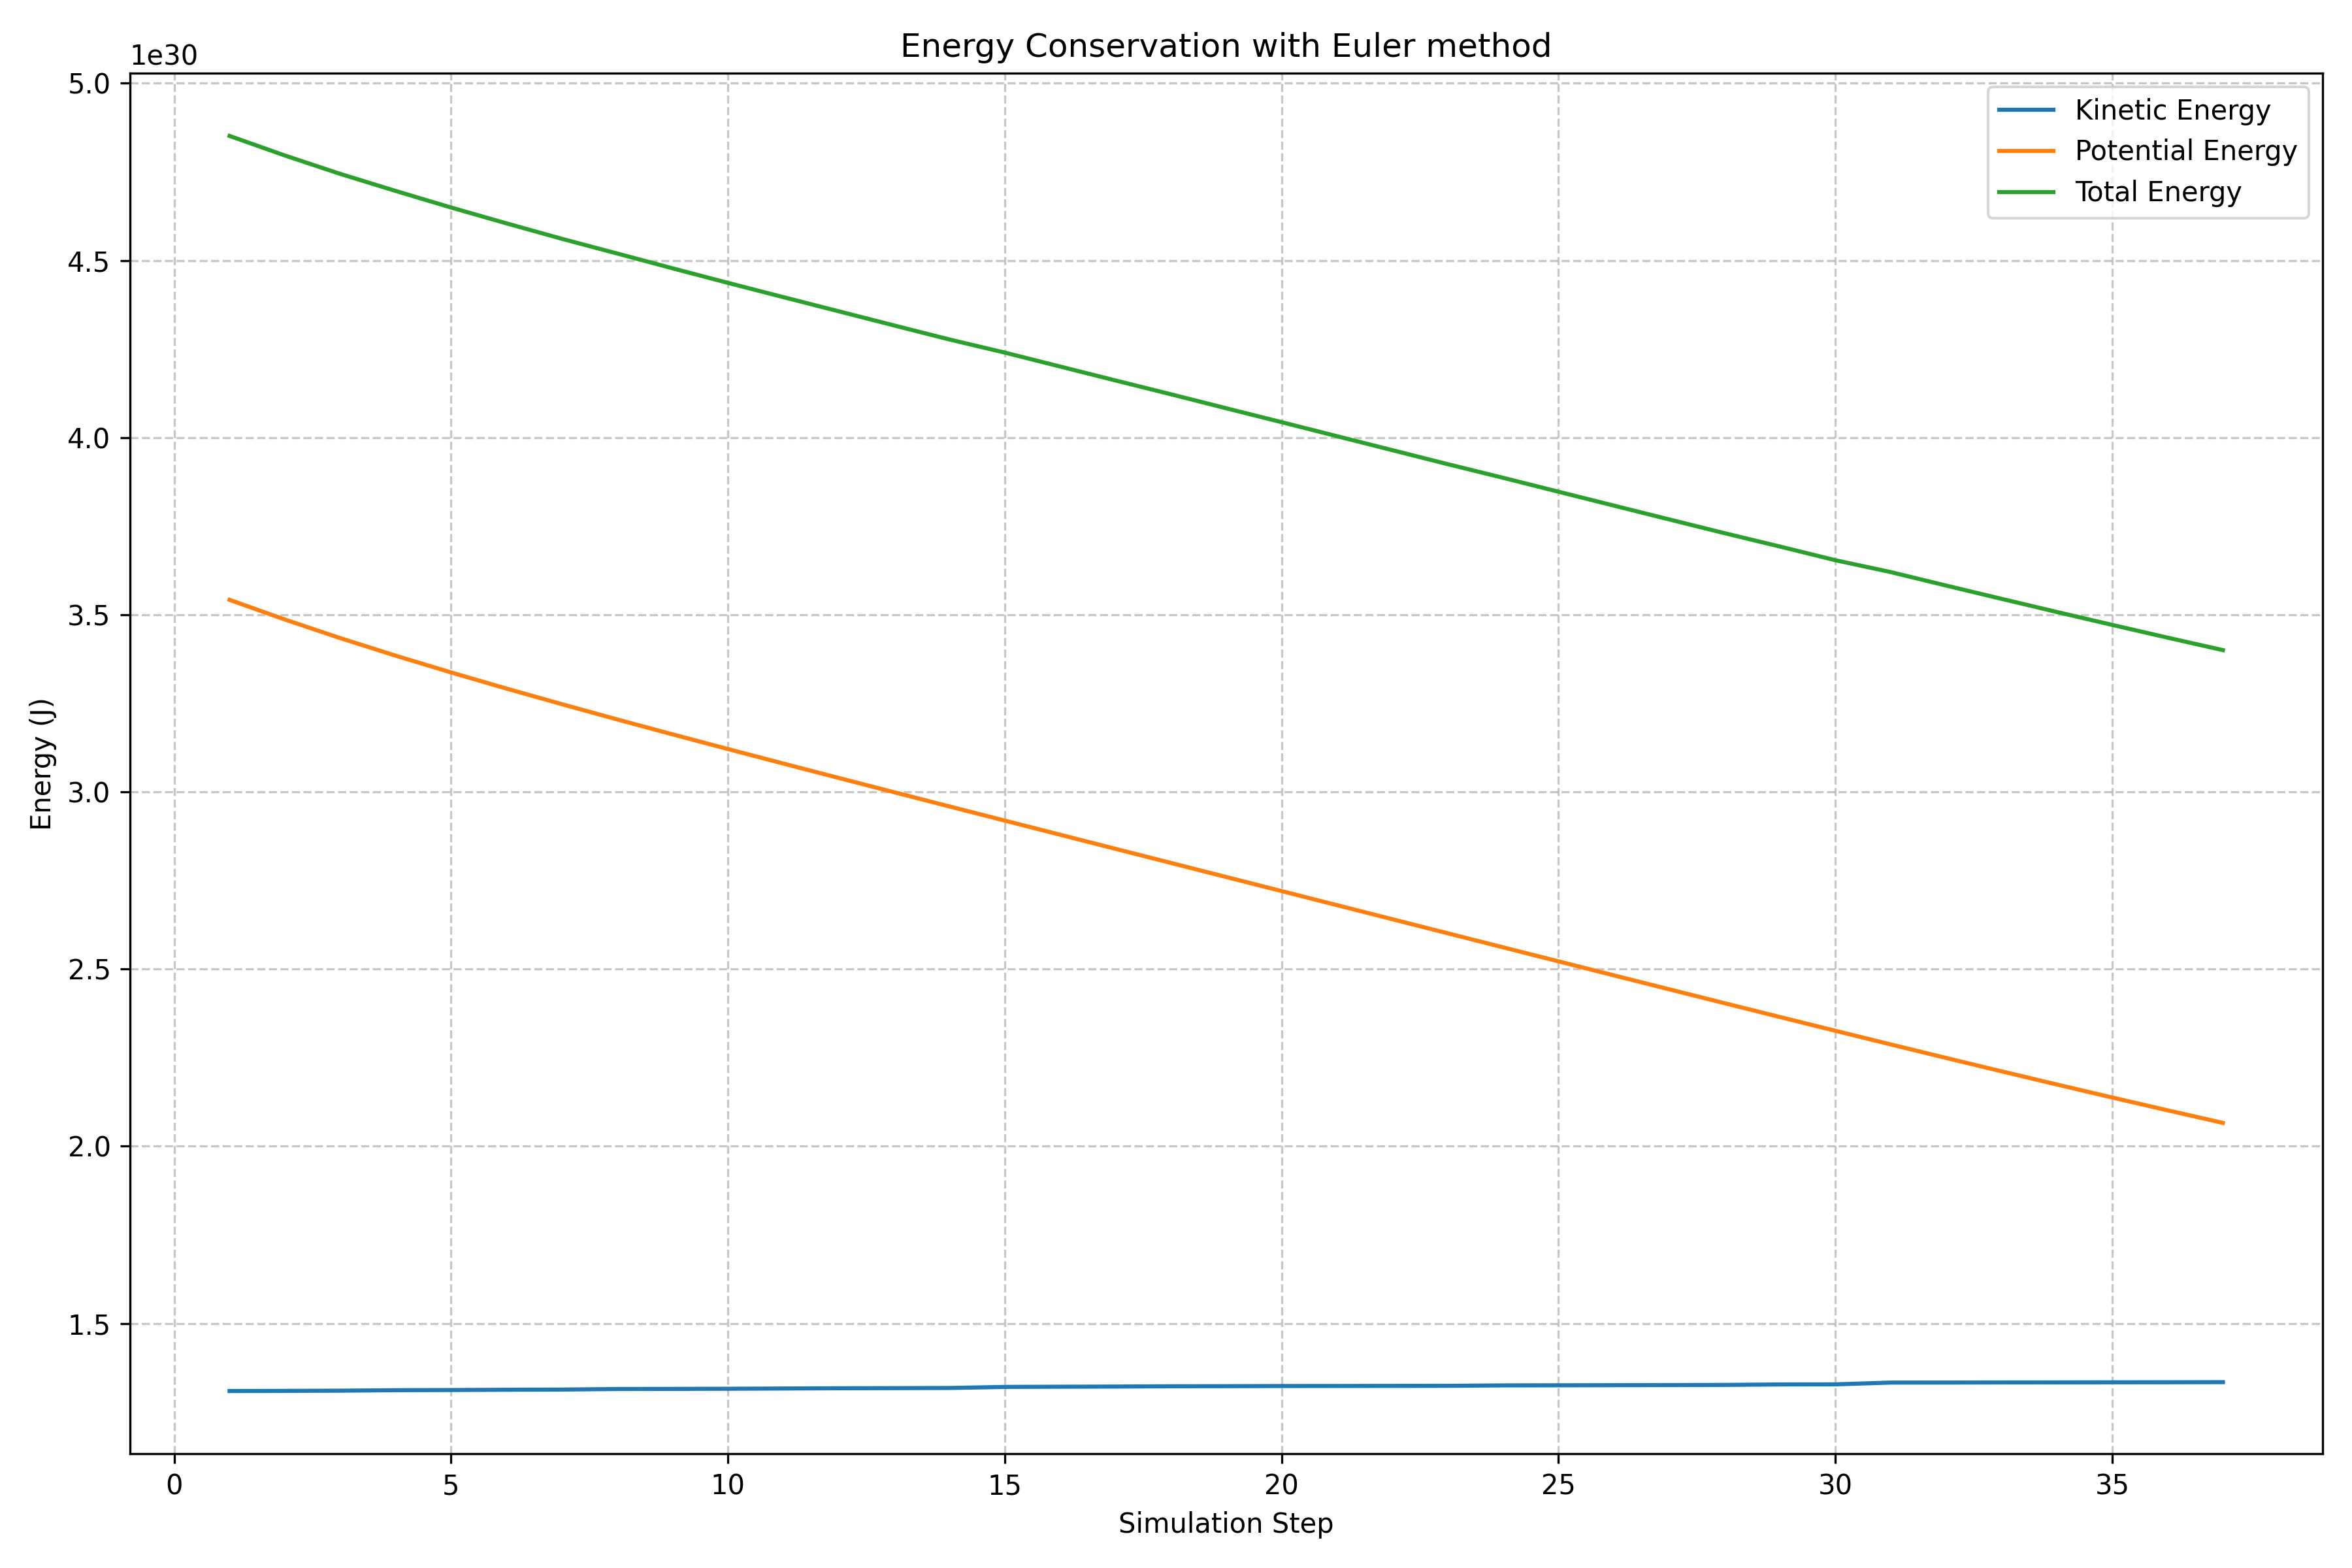 Energy Conservation with Euler method
1e30
Kinetic Energy
Potential Energy
Total Energy
Energy (J)
5.0
4.5
4.0
3.5
3.0
2.5
2.0
1.5
0 5 10 15 20 25 30 35
Simulation Step